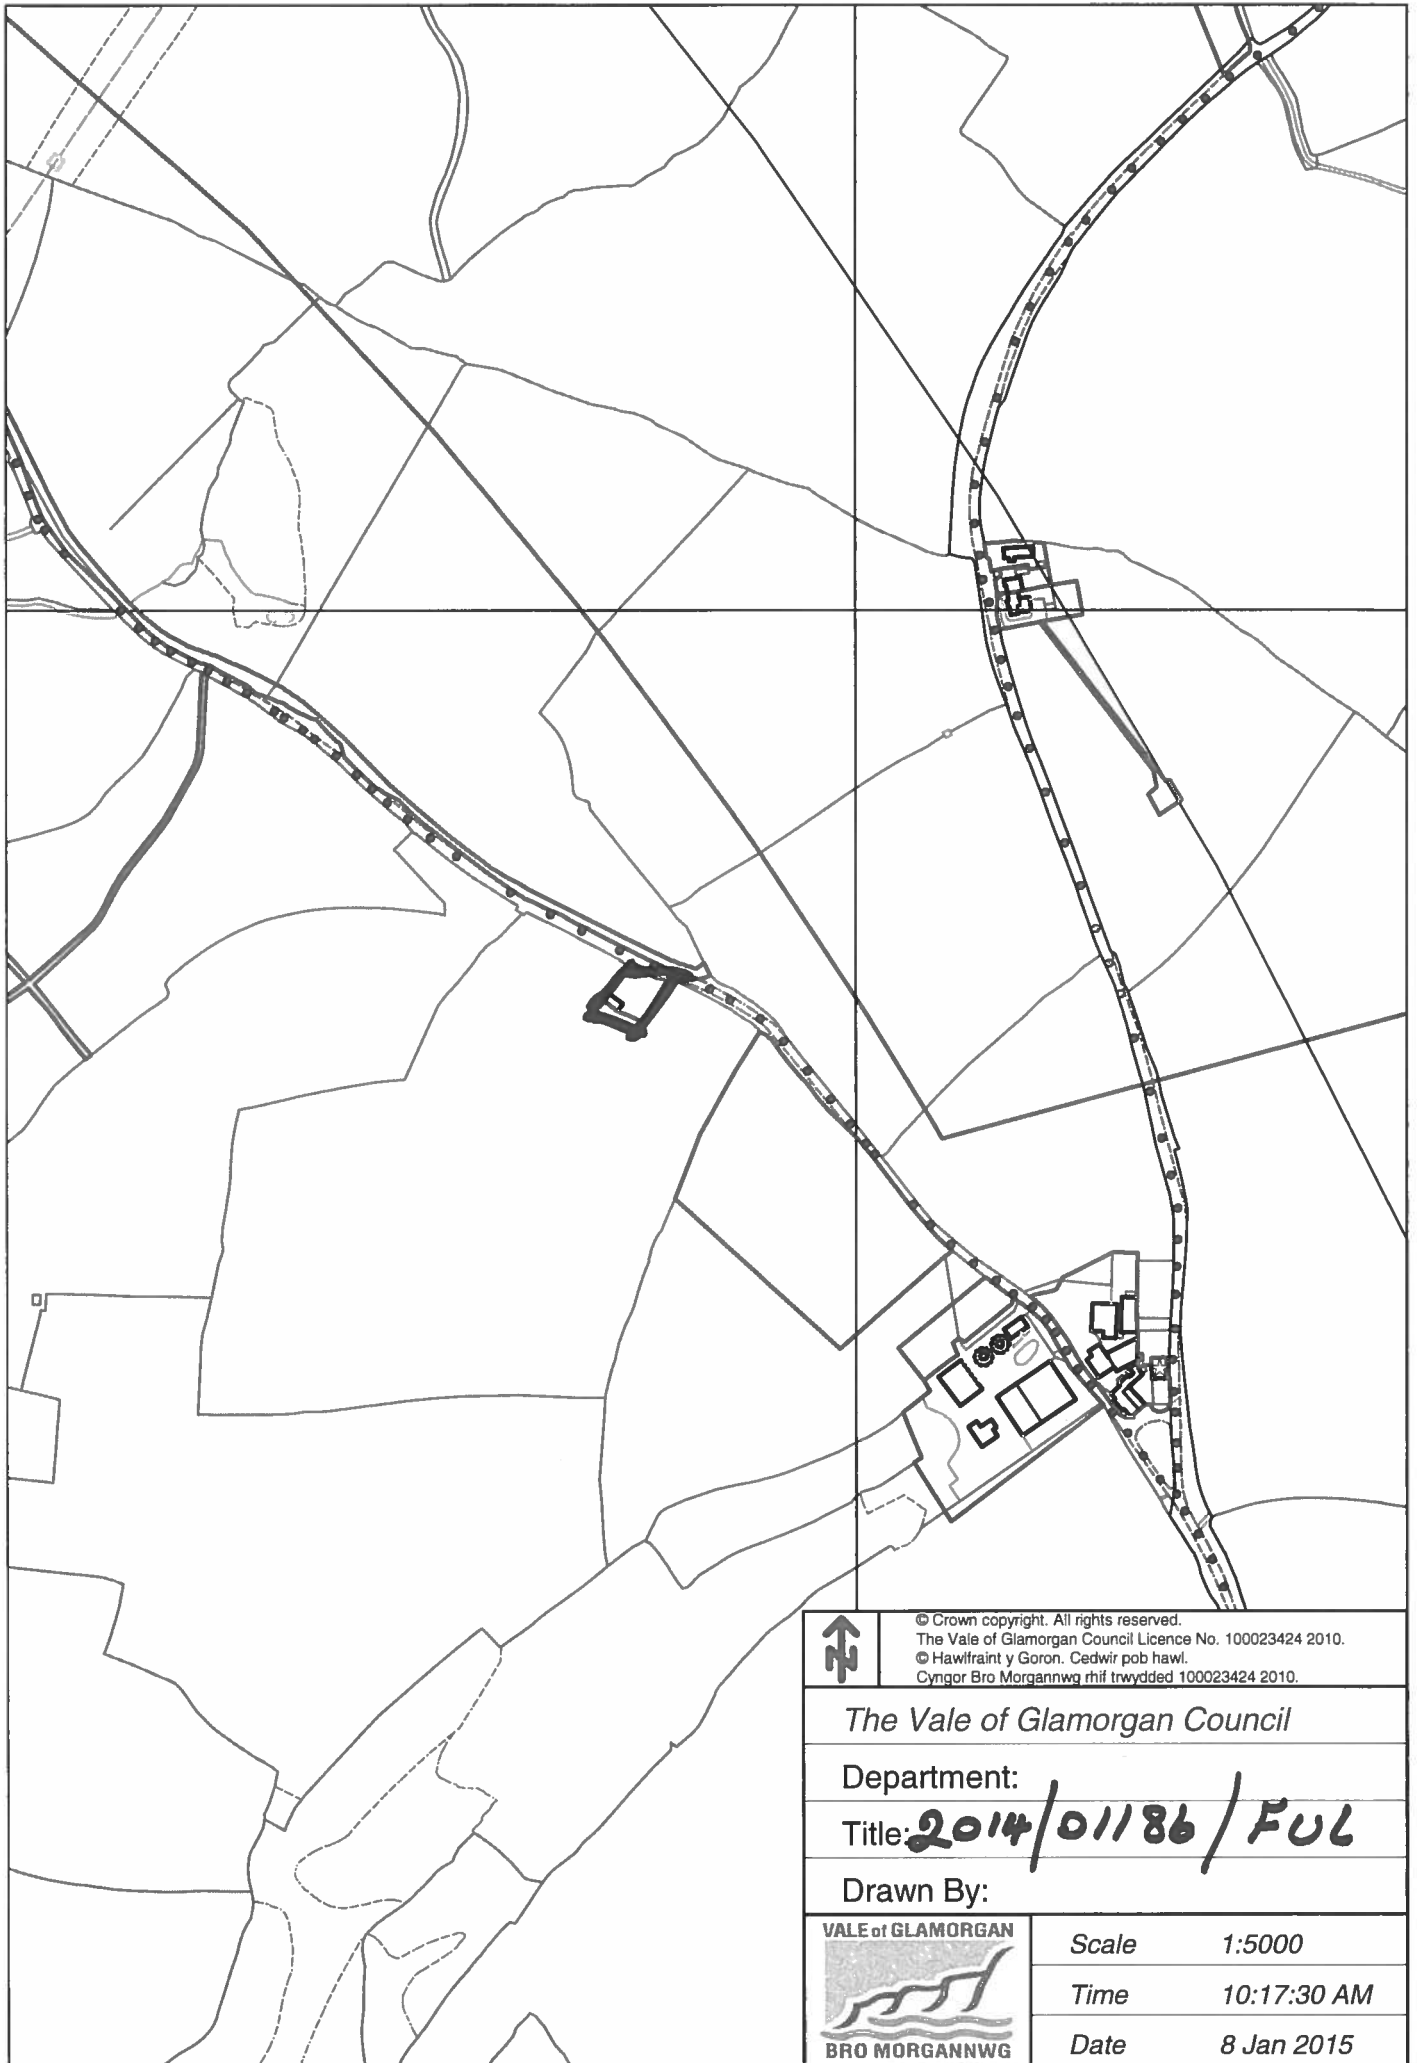 © Crown copyright. All rights reserved.
The Vale of Glamorgan Council Licence No. 100023424 2010.
© Hawlfraint y Goron. Cedwir pob hawl.
Cyngor Bro Morgannwg rhif trwydded 100023424 2010.
N
The Vale of Glamorgan Council
Department:
Title: 2014/01186/FUL
Drawn By:
VALE of GLAMORGAN
BRO MORGANNWG
Scale 1:5000
Time 10:17:30 AM
Date 8 Jan 2015